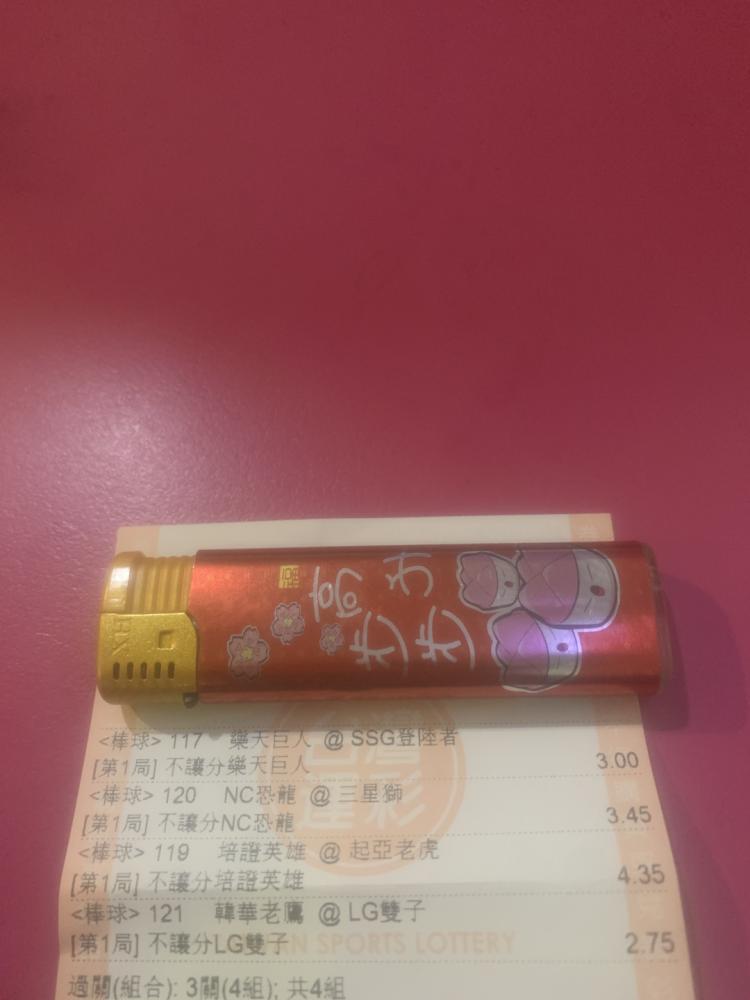 步步高升
HX
<棒球> 117 樂天巨人 @ SSG登陸者
[第1局] 不讓分樂天巨人 3.00
<棒球> 120 NC恐龍 @ 三星獅
[第1局] 不讓分NC恐龍 3.45
<棒球> 119 培證英雄 @ 起亞老虎
[第1局] 不讓分培證英雄 4.35
<棒球> 121 韓華老鷹 @ LG雙子
[第1局] 不讓分LG雙子 2.75
SPORTS LOTTERY
過關(組合): 3關(4組); 共4組
台灣
運彩